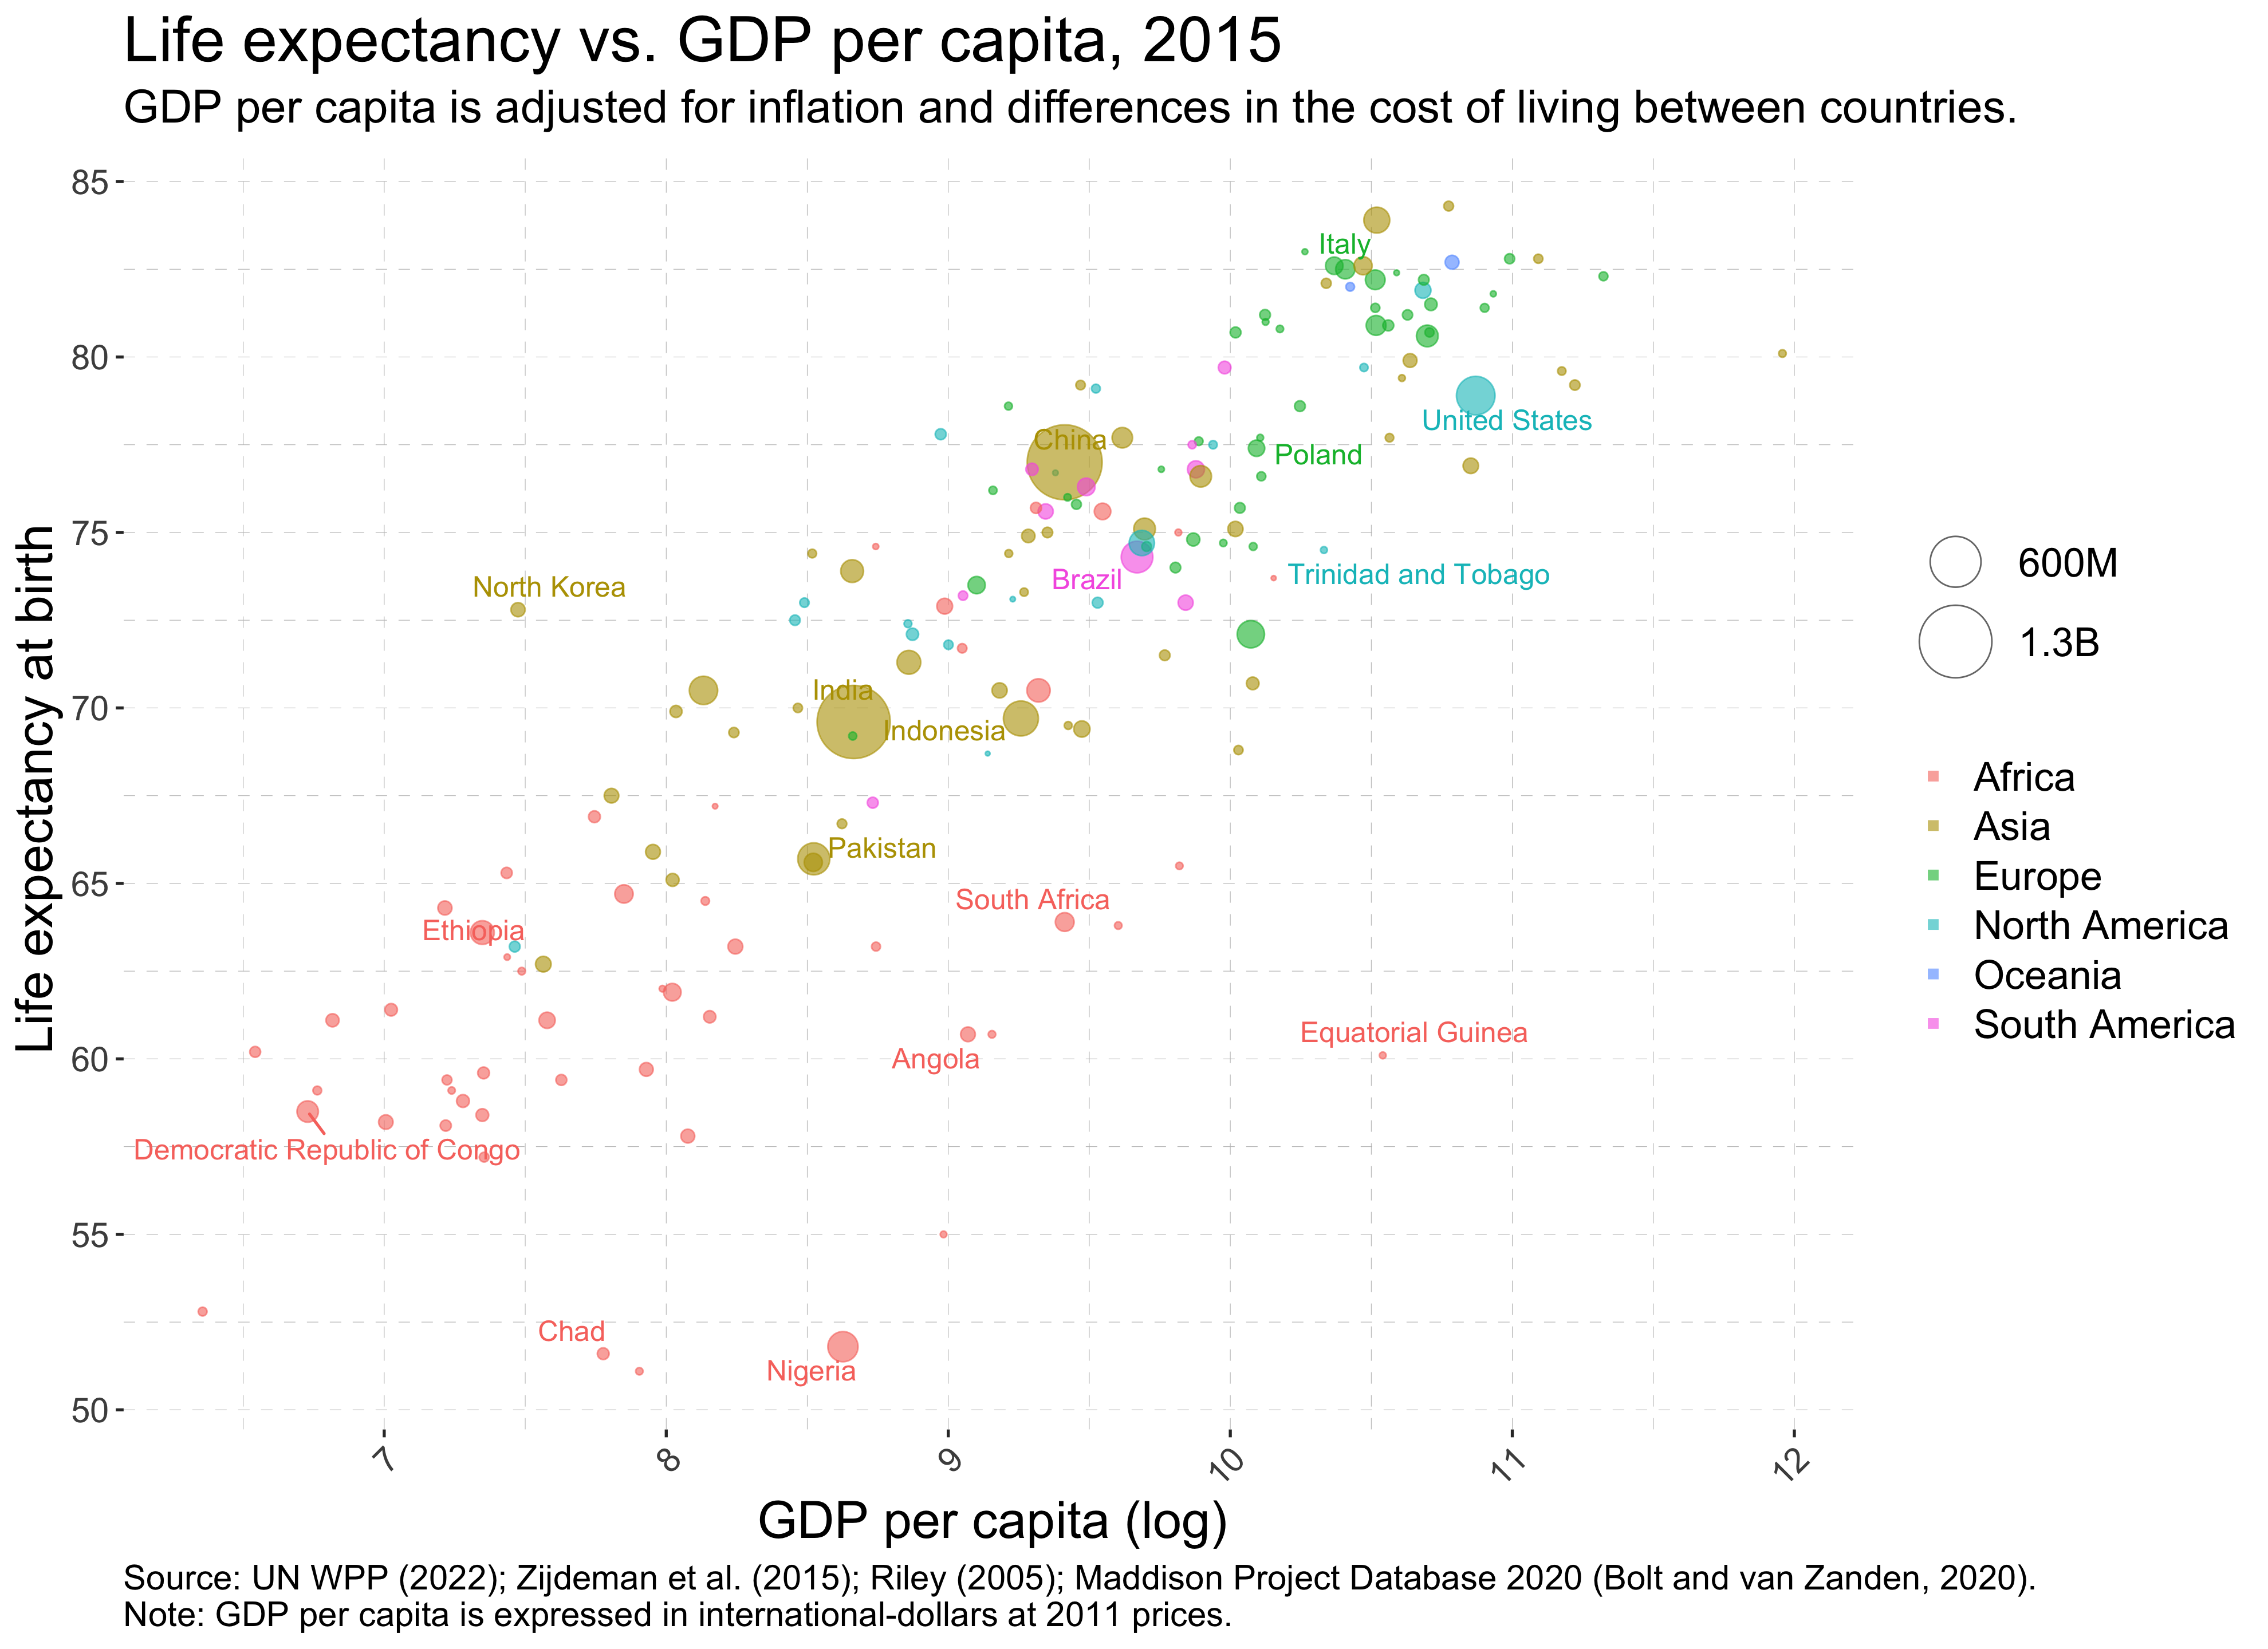 Life expectancy vs. GDP per capita, 2015
GDP per capita is adjusted for inflation and differences in the cost of living between countries.
Life expectancy at birth
85
80
75
70
65
60
55
50
Italy
United States
China
Poland
North Korea
Brazil
Trinidad and Tobago
India
Indonesia
Pakistan
South Africa
Ethiopia
Equatorial Guinea
Angola
Democratic Republic of Congo
Chad
Nigeria
7
8
9
10
11
12
GDP per capita (log)
600M
1.3B
Africa
Asia
Europe
North America
Oceania
South America
Source: UN WPP (2022); Zijdeman et al. (2015); Riley (2005); Maddison Project Database 2020 (Bolt and van Zanden, 2020).
Note: GDP per capita is expressed in international-dollars at 2011 prices.